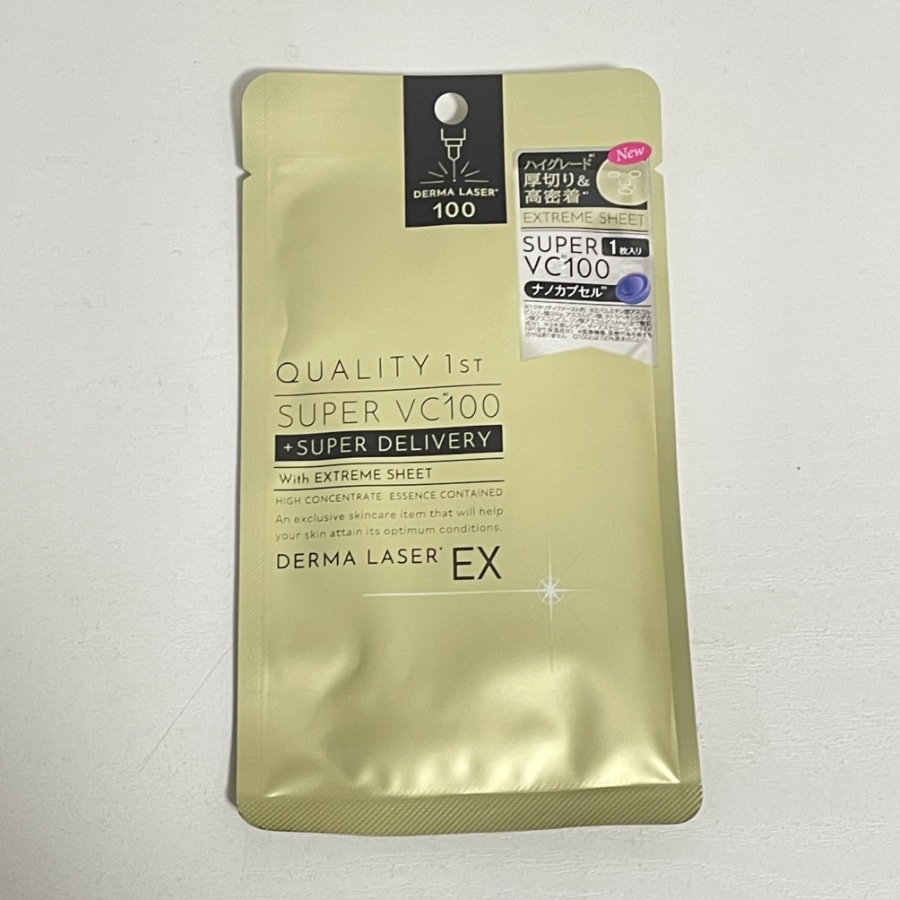 DERMA LASER
100
New
ハイグレード
厚切り&
高密着
EXTREME SHEET
SUPER 1枚入り
VC100
ナノカプセル
QUALITY 1ST
SUPER VC100
+SUPER DELIVERY
With EXTREME SHEET
HIGH CONCENTRATE ESSENCE CONTAINED
An exclusive skincare item that will help
your skin attain its optimum conditions.
DERMA LASER EX